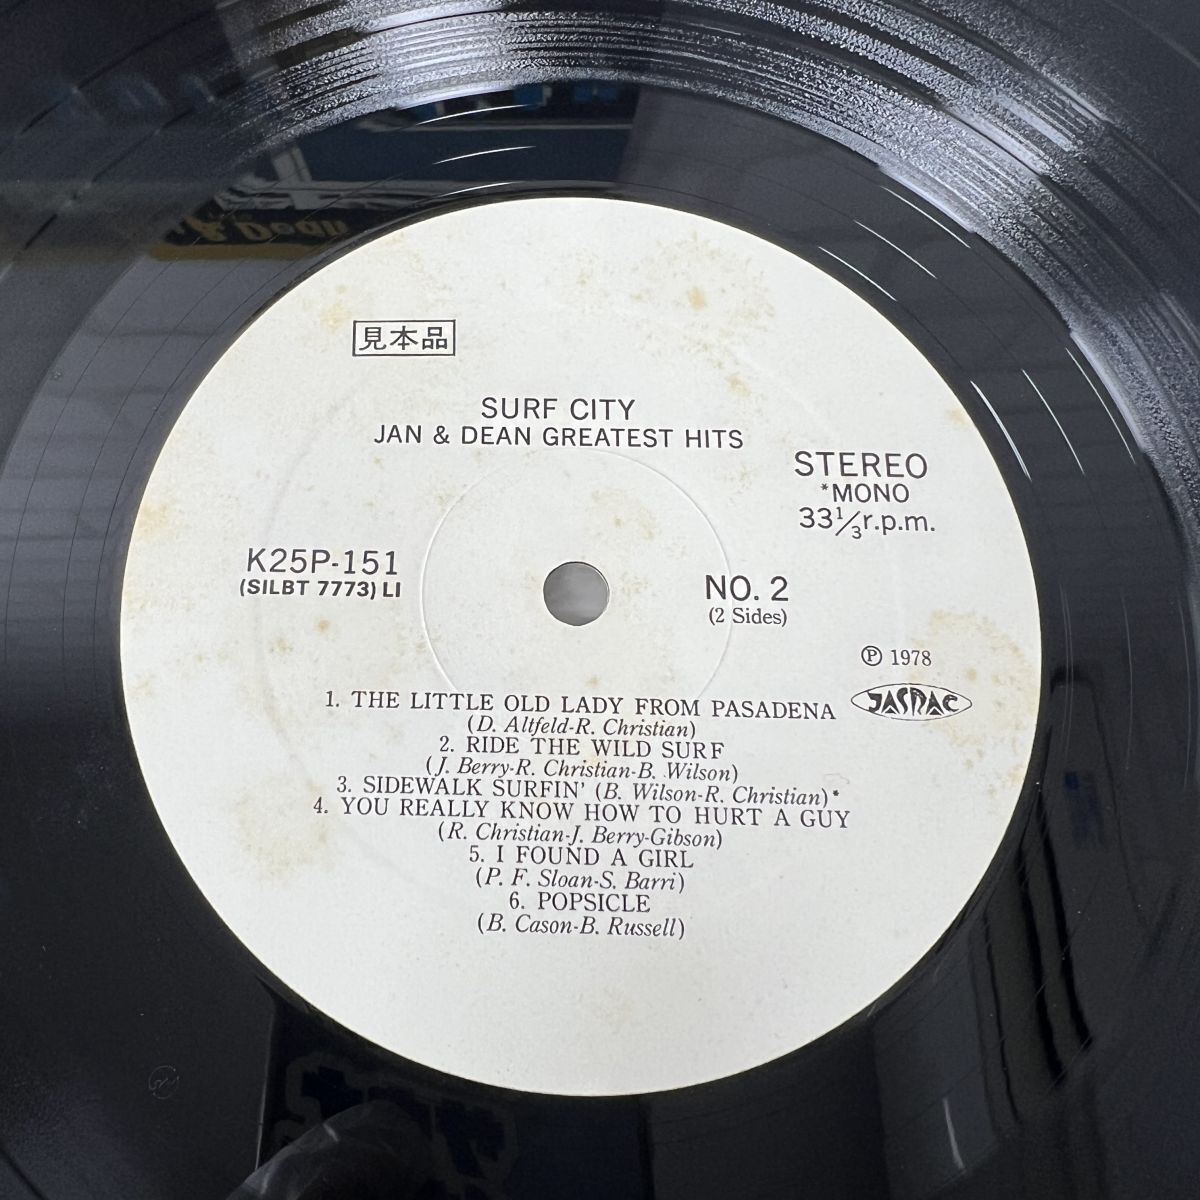 見本品
SURF CITY
JAN & DEAN GREATEST HITS
STEREO
*MONO
33⅓r.p.m.
K25P-151
(SILBT 7773) LI
NO. 2
(2 Sides)
Ⓟ 1978
JASRAC
1. THE LITTLE OLD LADY FROM PASADENA
(D. Altfeld-R. Christian)
2. RIDE THE WILD SURF
(J. Berry-R. Christian-B. Wilson)
3. SIDEWALK SURFIN' (B. Wilson-R. Christian)*
4. YOU REALLY KNOW HOW TO HURT A GUY
(R. Christian-J. Berry-Gibson)
5. I FOUND A GIRL
(P. F. Sloan-S. Barri)
6. POPSICLE
(B. Cason-B. Russell)